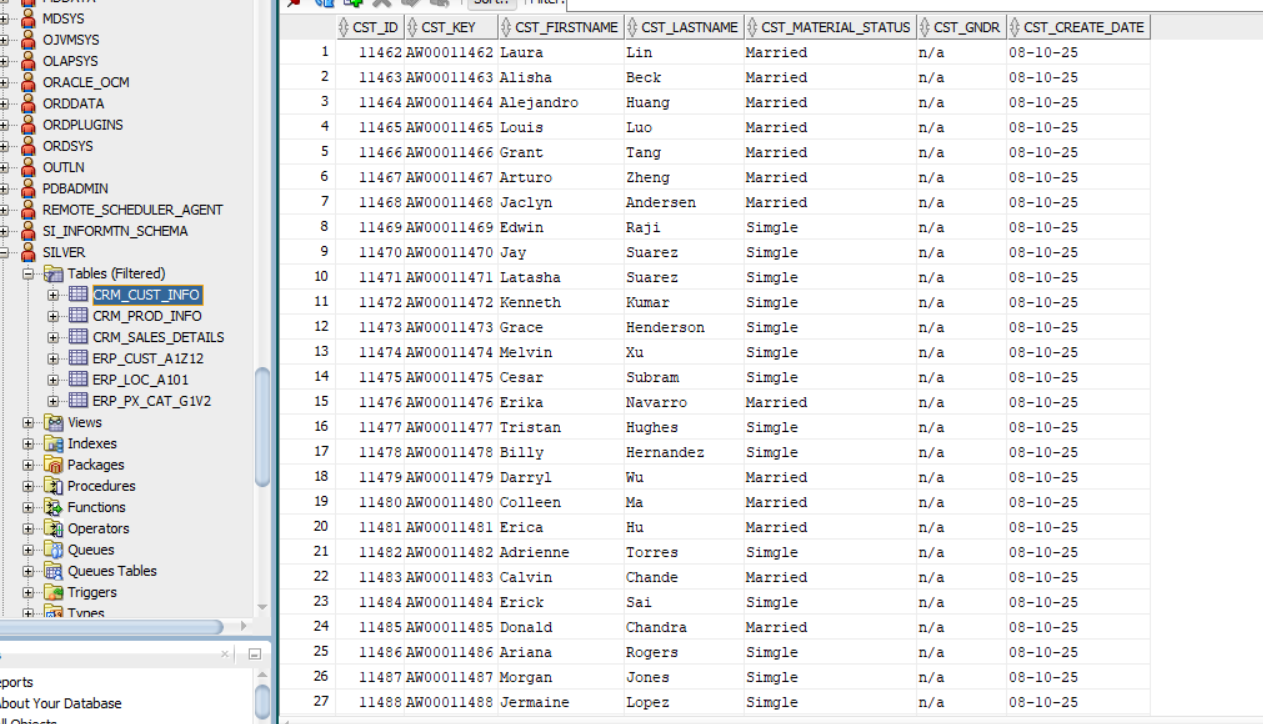 MDDATA
MDSYS
OJVMSYS
OLAPSYS
ORACLE_OCM
ORDDATA
ORDPLUGINS
ORDSYS
OUTLN
PDBADMIN
REMOTE_SCHEDULER_AGENT
SI_INFORMTN_SCHEMA
SILVER
Tables (Filtered)
CRM_CUST_INFO
CRM_PROD_INFO
CRM_SALES_DETAILS
ERP_CUST_A1Z12
ERP_LOC_A101
ERP_PX_CAT_G1V2
Views
Indexes
Packages
Procedures
Functions
Operators
Queues
Queues Tables
Triggers
Types
eports
About Your Database
All Objects
Sort.. Filter:
CST_ID CST_KEY CST_FIRSTNAME CST_LASTNAME CST_MATERIAL_STATUS CST_GNDR CST_CREATE_DATE
1 11462 AW00011462 Laura Lin Married n/a 08-10-25
2 11463 AW00011463 Alisha Beck Married n/a 08-10-25
3 11464 AW00011464 Alejandro Huang Married n/a 08-10-25
4 11465 AW00011465 Louis Luo Married n/a 08-10-25
5 11466 AW00011466 Grant Tang Married n/a 08-10-25
6 11467 AW00011467 Arturo Zheng Married n/a 08-10-25
7 11468 AW00011468 Jaclyn Andersen Married n/a 08-10-25
8 11469 AW00011469 Edwin Raji Simgle n/a 08-10-25
9 11470 AW00011470 Jay Suarez Simgle n/a 08-10-25
10 11471 AW00011471 Latasha Suarez Simgle n/a 08-10-25
11 11472 AW00011472 Kenneth Kumar Simgle n/a 08-10-25
12 11473 AW00011473 Grace Henderson Simgle n/a 08-10-25
13 11474 AW00011474 Melvin Xu Simgle n/a 08-10-25
14 11475 AW00011475 Cesar Subram Simgle n/a 08-10-25
15 11476 AW00011476 Erika Navarro Married n/a 08-10-25
16 11477 AW00011477 Tristan Hughes Simgle n/a 08-10-25
17 11478 AW00011478 Billy Hernandez Simgle n/a 08-10-25
18 11479 AW00011479 Darryl Wu Married n/a 08-10-25
19 11480 AW00011480 Colleen Ma Married n/a 08-10-25
20 11481 AW00011481 Erica Hu Married n/a 08-10-25
21 11482 AW00011482 Adrienne Torres Simgle n/a 08-10-25
22 11483 AW00011483 Calvin Chande Married n/a 08-10-25
23 11484 AW00011484 Erick Sai Simgle n/a 08-10-25
24 11485 AW00011485 Donald Chandra Married n/a 08-10-25
25 11486 AW00011486 Ariana Rogers Simgle n/a 08-10-25
26 11487 AW00011487 Morgan Jones Simgle n/a 08-10-25
27 11488 AW00011488 Jermaine Lopez Simgle n/a 08-10-25